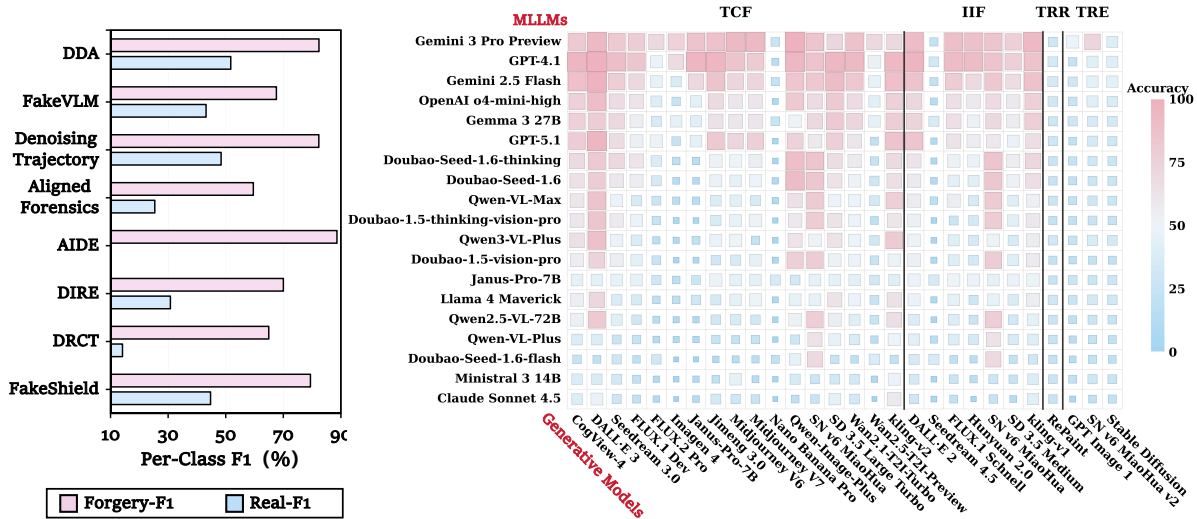 DDA
FakeVLM
Denoising
Trajectory
Aligned
Forensics
AIDE
DIRE
DRCT
FakeShield
10 30 50 70 90
Per-Class F1 (%)
Forgery-F1 Real-F1
MLLMs
TCF IIF TRR TRE
Gemini 3 Pro Preview
GPT-4.1
Gemini 2.5 Flash
OpenAI o4-mini-high
Gemma 3 27B
GPT-5.1
Doubao-Seed-1.6-thinking
Doubao-Seed-1.6
Qwen-VL-Max
Doubao-1.5-thinking-vision-pro
Qwen3-VL-Plus
Doubao-1.5-vision-pro
Janus-Pro-7B
Llama 4 Maverick
Qwen2.5-VL-72B
Qwen-VL-Plus
Doubao-Seed-1.6-flash
Ministral 3 14B
Claude Sonnet 4.5
Generative Models
CogView-4
DALL·E 3
Seedream 3.0
FLUX.1 Dev
FLUX.2 Pro
Imagen 4
Janus-Pro-7B
Jimeng 3.0
Midjourney V6
Midjourney V7
Nano Banana Pro
Qwen-Image-Plus
SN V6 MiaoHua
SD 3.5 Large Turbo
Wan2.1-T2I-Turbo
Wan2.5-T2I-Preview
kling-v2
DALL·E 2
Seedream 4.5
FLUX.1 Schnell
Hunyuan 2.0
SN V6 MiaoHua
SD 3.5 Medium
kling-v1
RePaint
GPT Image 1
SN V6 MiaoHua v2
Stable Diffusion
Accuracy
100
75
50
25
0